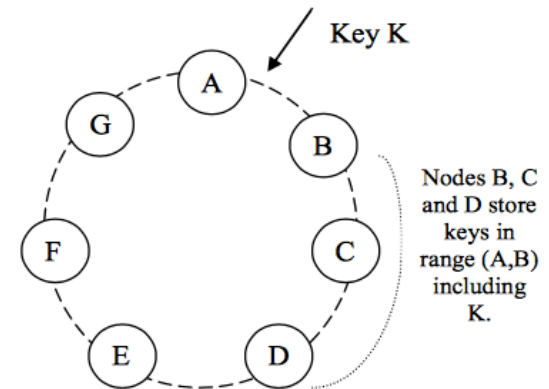 Key K
A
G
B
Nodes B, C
and D store
keys in
range (A,B)
including
K.
F
C
E
D